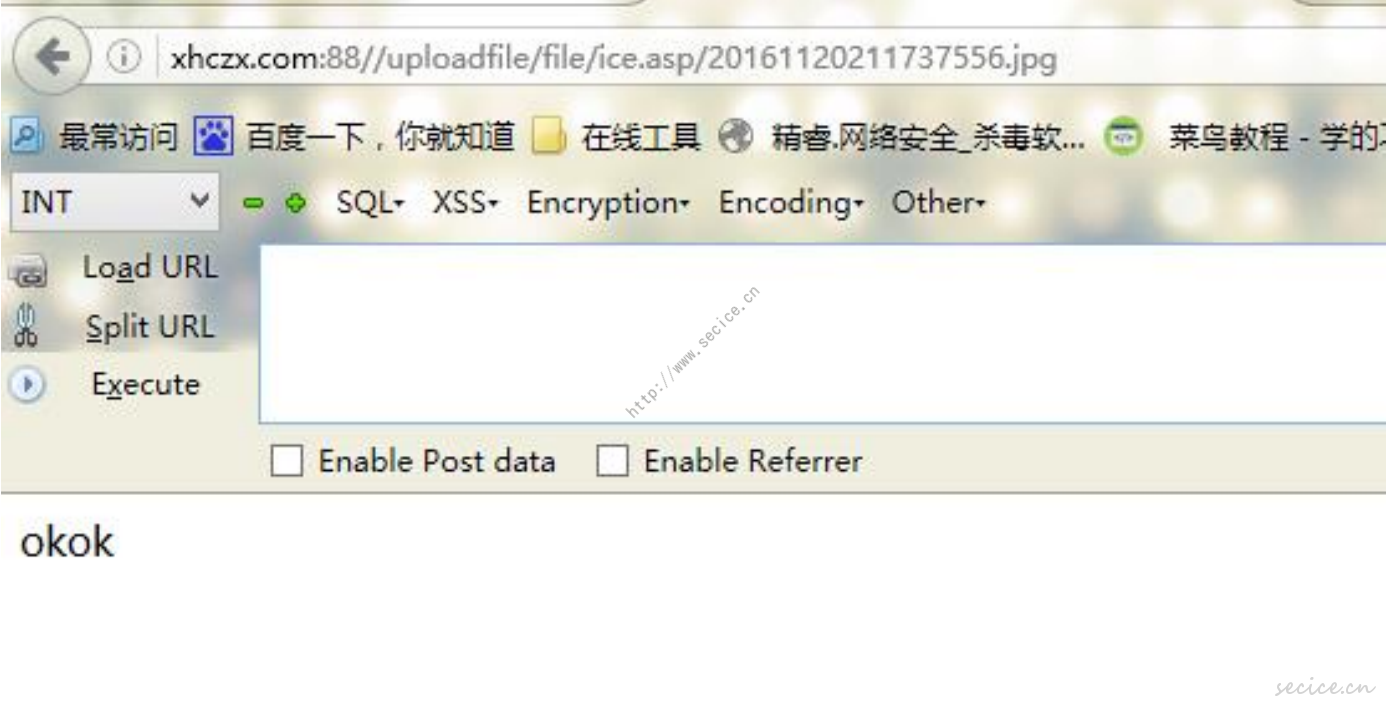 xhczx.com:88//uploadfile/file/ice.asp/20161120211737556.jpg
最常访问 百度一下，你就知道 在线工具 精睿.网络安全_杀毒软... 菜鸟教程 - 学的
INT SQL XSS Encryption Encoding Other
Load URL
Split URL
Execute
http://www.secice.cn
Enable Post data Enable Referrer
okok
secice.cn